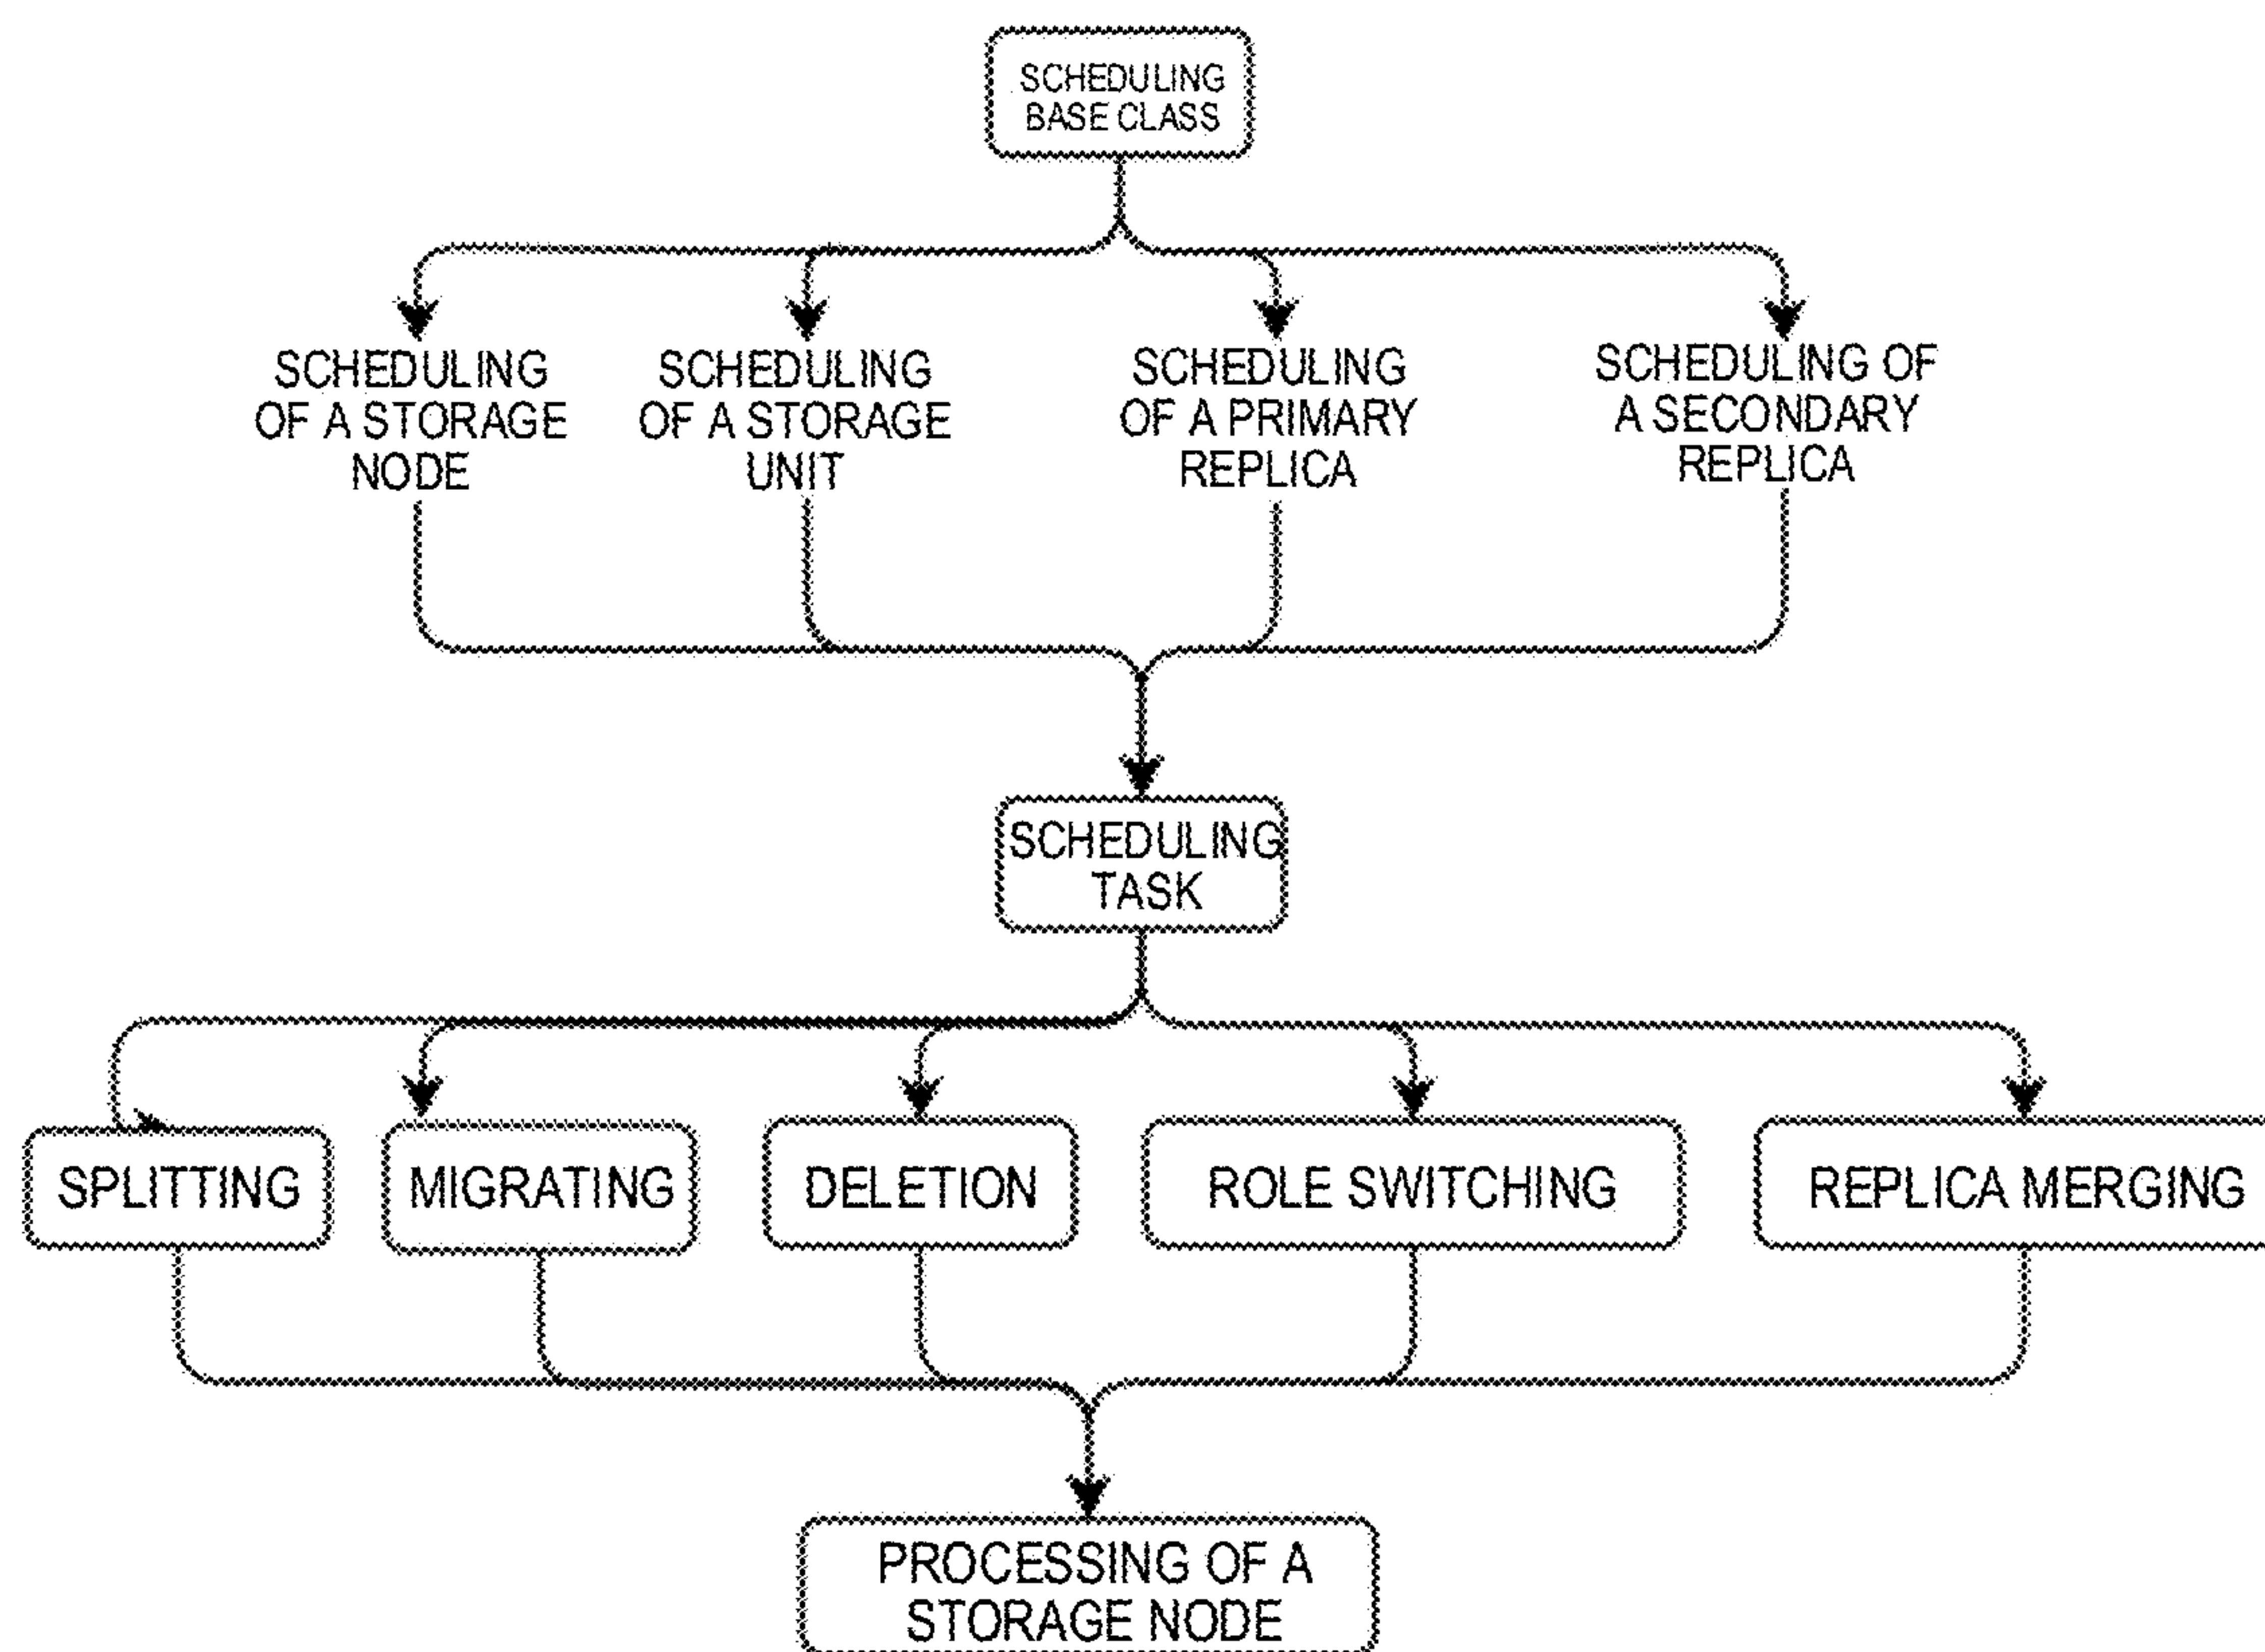 SCHEDULING
BASE CLASS
SCHEDULING
OF A STORAGE
NODE
SCHEDULING
OF A STORAGE
UNIT
SCHEDULING
OF A PRIMARY
REPLICA
SCHEDULING OF
A SECONDARY
REPLICA
SCHEDULING
TASK
SPLITTING
MIGRATING
DELETION
ROLE SWITCHING
REPLICA MERGING
PROCESSING OF A
STORAGE NODE